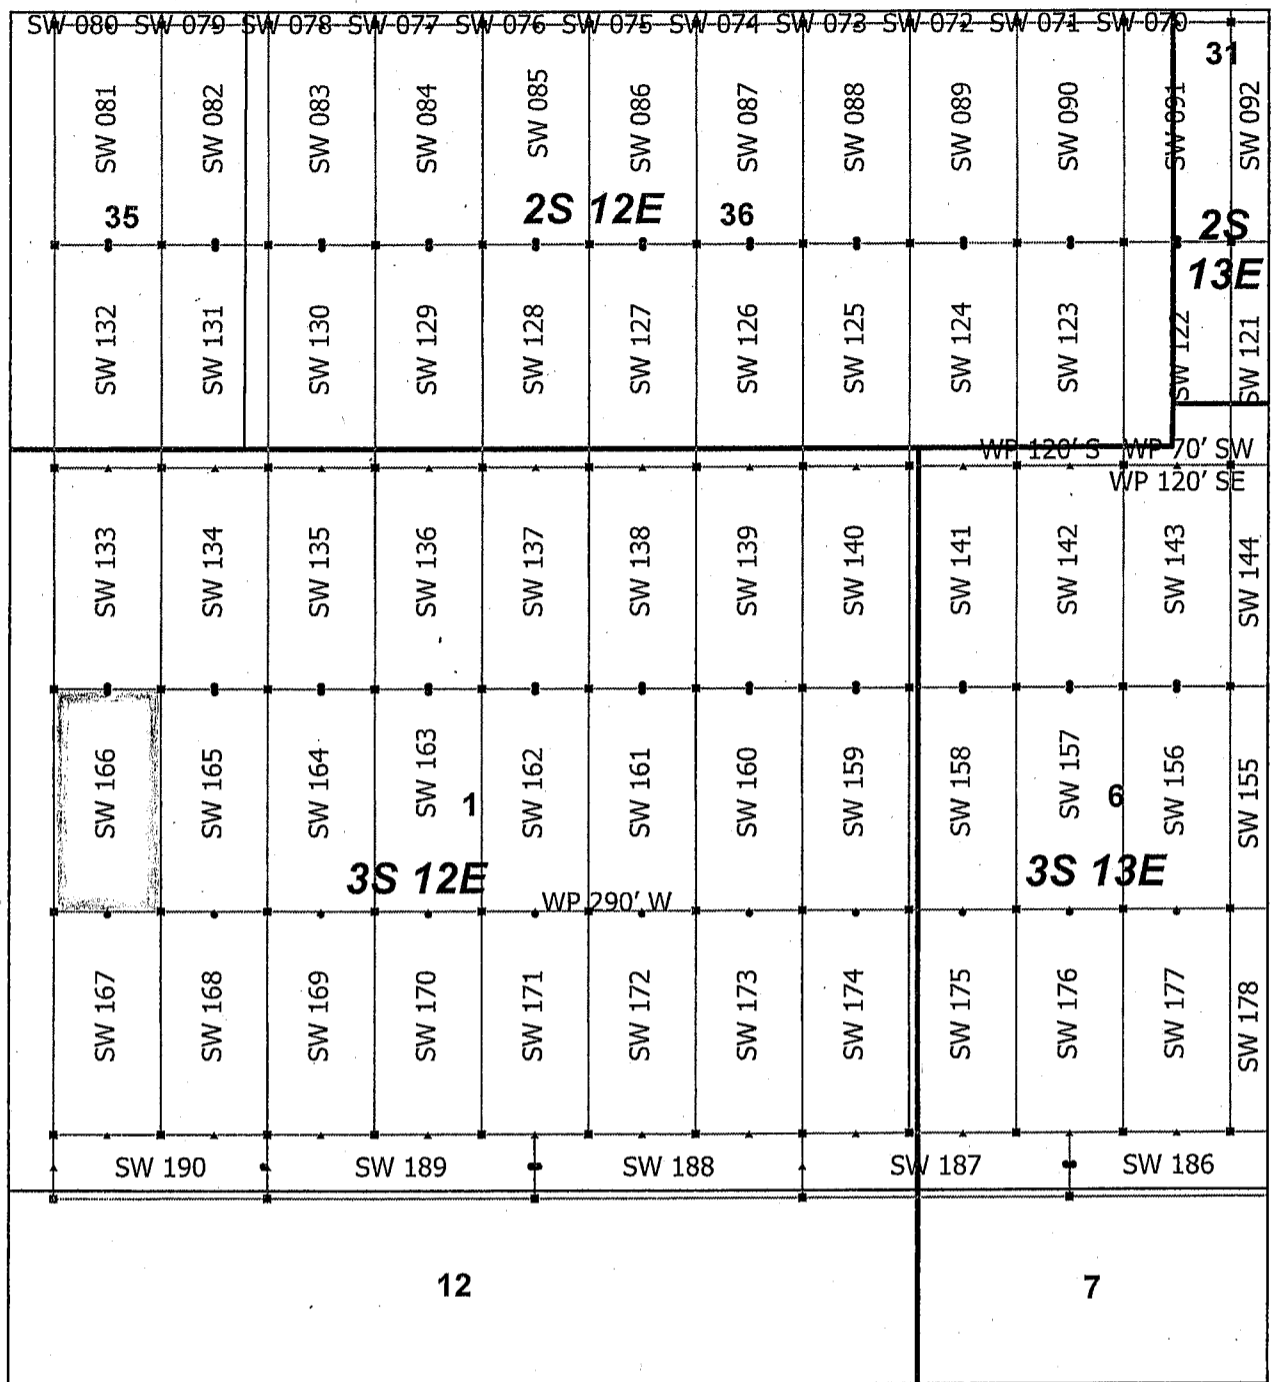 SW 080 SW 079 SW 078 SW 077 SW 076 SW 075 SW 074 SW 073 SW 072 SW 071 SW 070
31
SW 081 SW 082 SW 083 SW 084 SW 085 SW 086 SW 087 SW 088 SW 089 SW 090 SW 091 SW 092
35 2S 12E 36 2S
13E
SW 132 SW 131 SW 130 SW 129 SW 128 SW 127 SW 126 SW 125 SW 124 SW 123 SW 122 SW 121
WP 120' S WP 70' SW
WP 120' SE
SW 133 SW 134 SW 135 SW 136 SW 137 SW 138 SW 139 SW 140 SW 141 SW 142 SW 143 SW 144
SW 166 SW 165 SW 164 SW 163 SW 162 SW 161 SW 160 SW 159 SW 158 SW 157 SW 156 SW 155
1 6
3S 12E 3S 13E
WP 290' W
SW 167 SW 168 SW 169 SW 170 SW 171 SW 172 SW 173 SW 174 SW 175 SW 176 SW 177 SW 178
SW 190 SW 189 SW 188 SW 187 SW 186
12 7